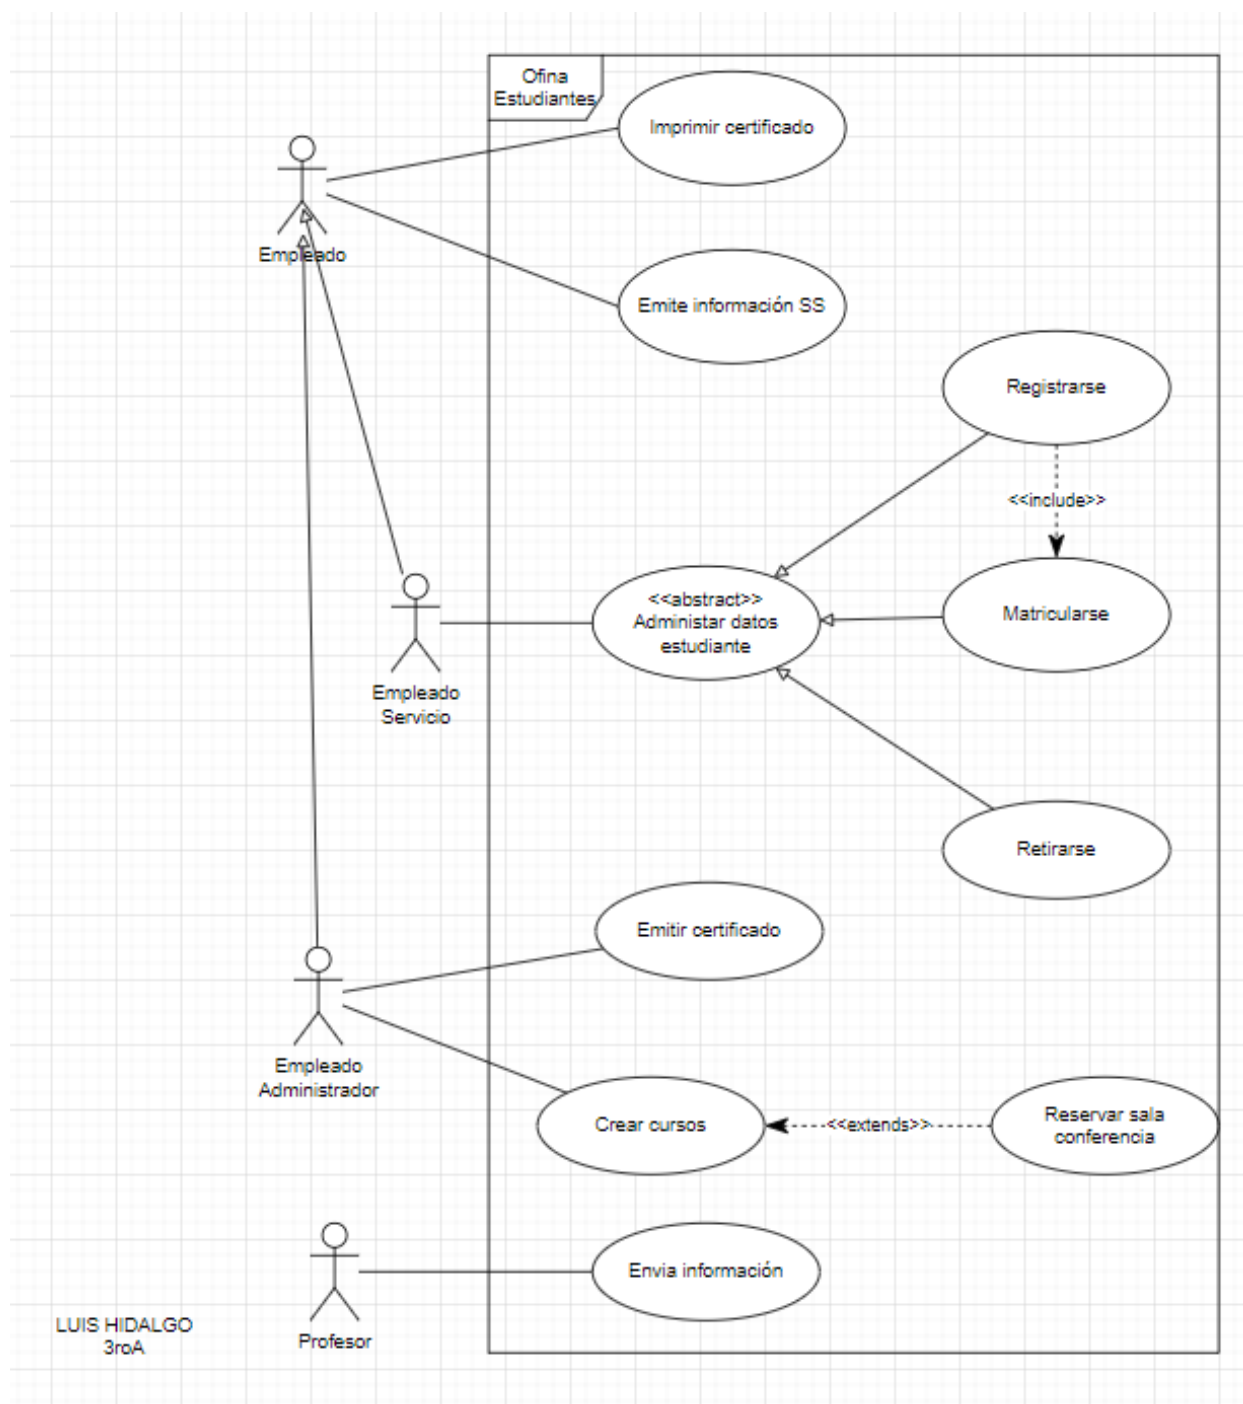 Ofina
Estudiantes
Imprimir certificado
Empleado
Emite información SS
Registrarse
<<include>>
<<abstract>>
Administar datos
estudiante
Matricularse
Empleado
Servicio
Retirarse
Emitir certificado
Empleado
Administrador
Crear cursos
<<extends>>
Reservar sala
conferencia
Envia información
Profesor
LUIS HIDALGO
3roA